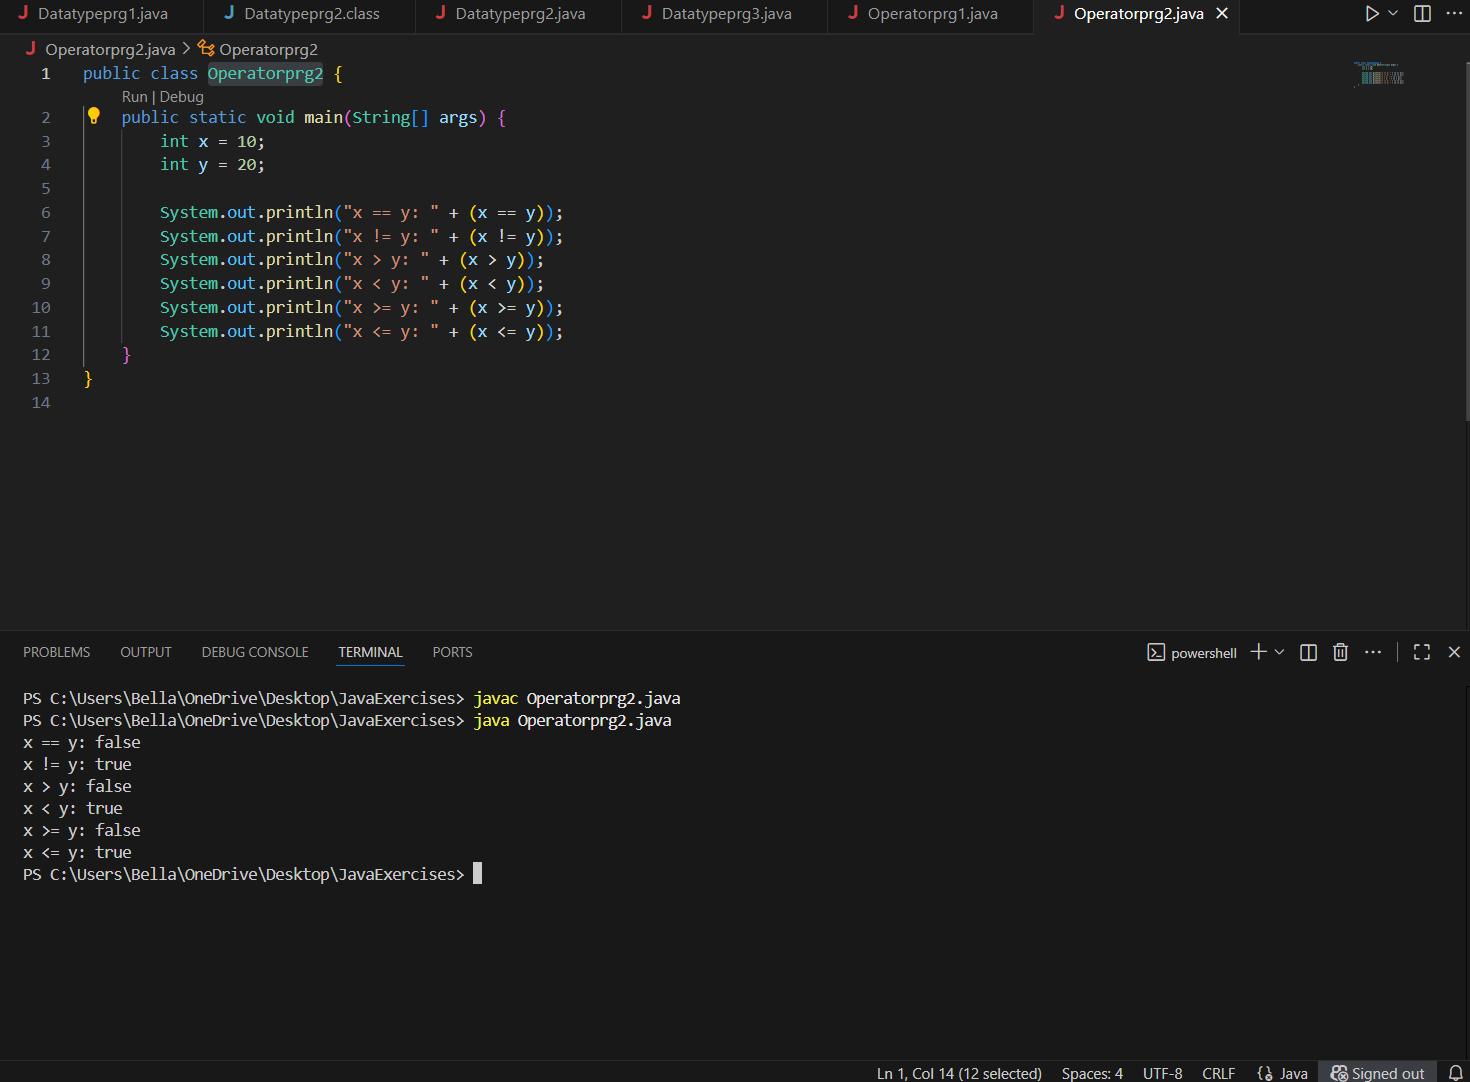 Datatypeprg1.java Datatypeprg2.class Datatypeprg2.java Datatypeprg3.java Operatorprg1.java Operatorprg2.java
Operatorprg2.java > Operatorprg2
1 public class Operatorprg2 {
Run | Debug
2 public static void main(String[] args) {
3 int x = 10;
4 int y = 20;
5
6 System.out.println("x == y: " + (x == y));
7 System.out.println("x != y: " + (x != y));
8 System.out.println("x > y: " + (x > y));
9 System.out.println("x < y: " + (x < y));
10 System.out.println("x >= y: " + (x >= y));
11 System.out.println("x <= y: " + (x <= y));
12 }
13 }
14
PROBLEMS OUTPUT DEBUG CONSOLE TERMINAL PORTS powershell
PS C:\Users\Bella\OneDrive\Desktop\JavaExercises> javac Operatorprg2.java
PS C:\Users\Bella\OneDrive\Desktop\JavaExercises> java Operatorprg2.java
x == y: false
x != y: true
x > y: false
x < y: true
x >= y: false
x <= y: true
PS C:\Users\Bella\OneDrive\Desktop\JavaExercises>
Ln 1, Col 14 (12 selected) Spaces: 4 UTF-8 CRLF Java Signed out